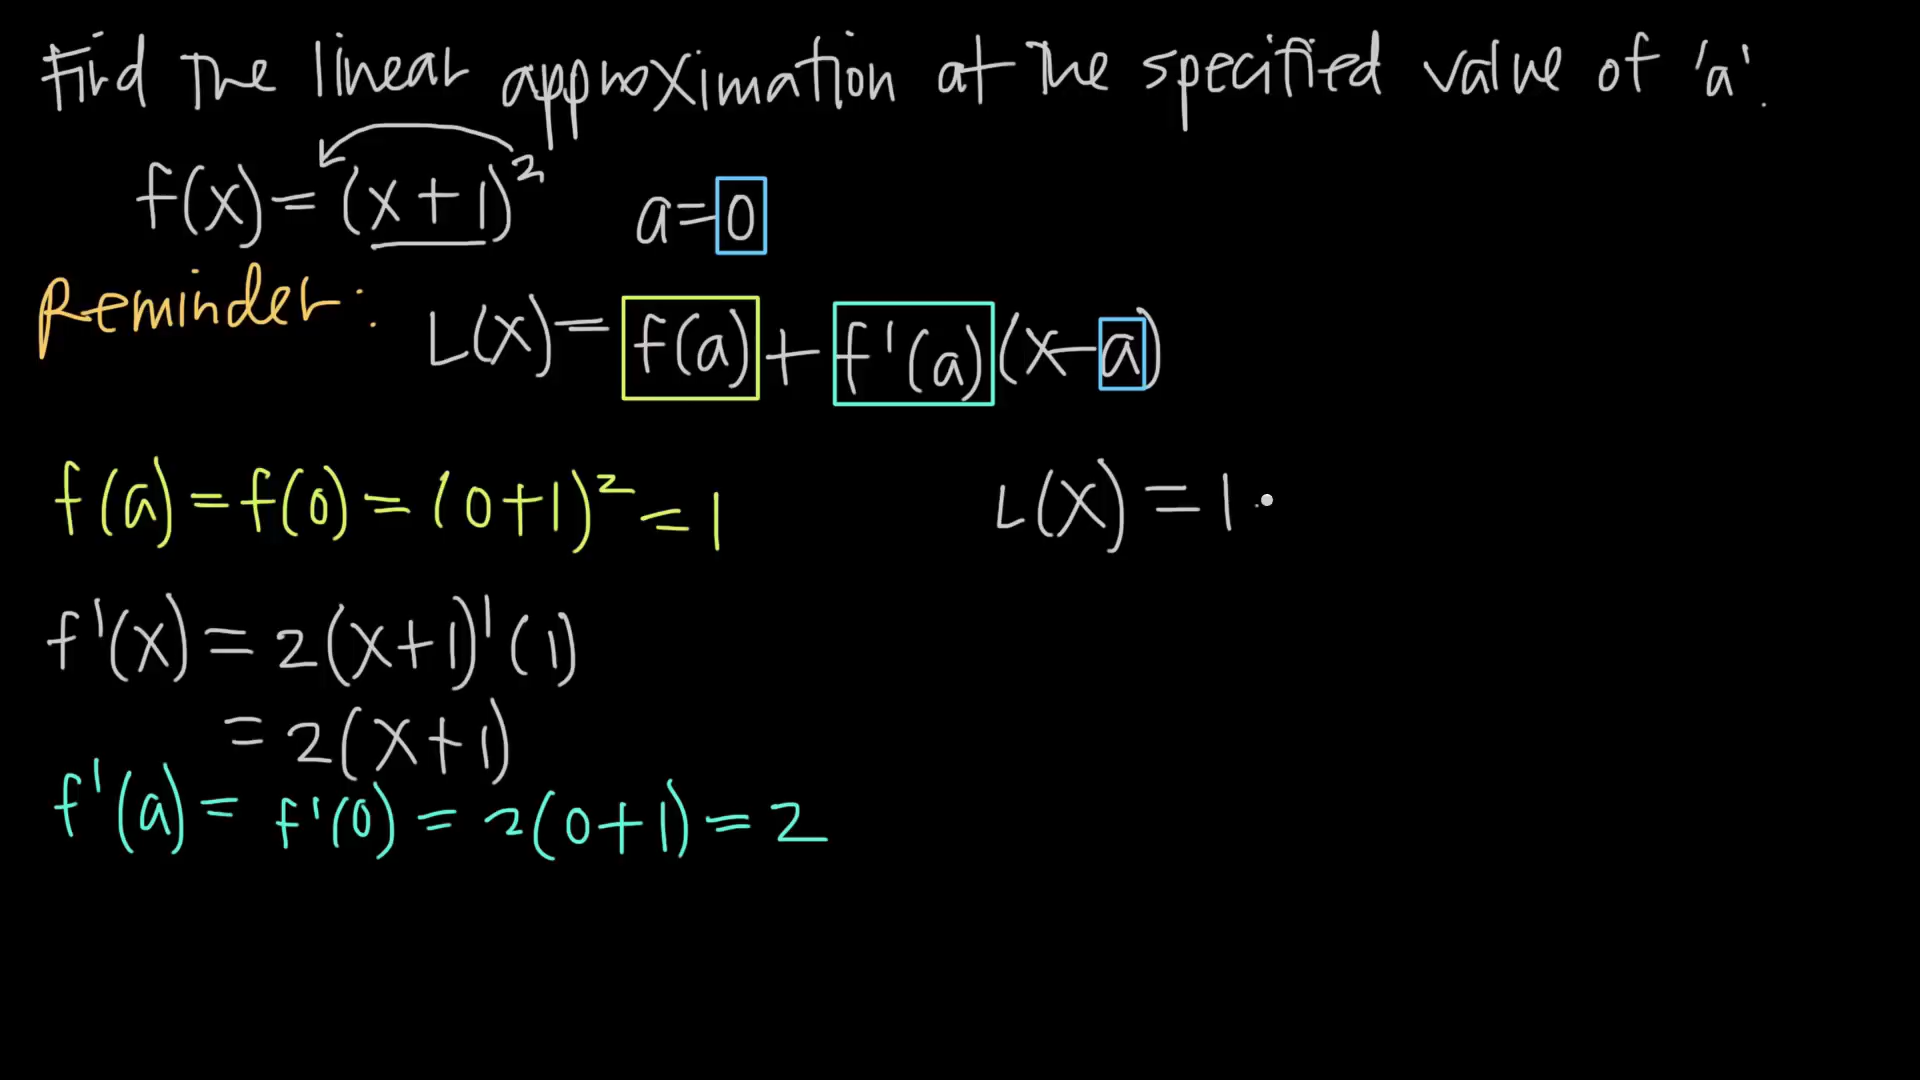 Find the linear approximation at the specified value of 'a'.
f(x) = (x+1)² a=0
Reminder: L(x) = f(a) + f'(a)(x-a)
f(a) = f(0) = (0+1)² = 1
L(x) = 1
f'(x) = 2(x+1)¹(1)
= 2(x+1)
f'(a) = f'(0) = 2(0+1) = 2